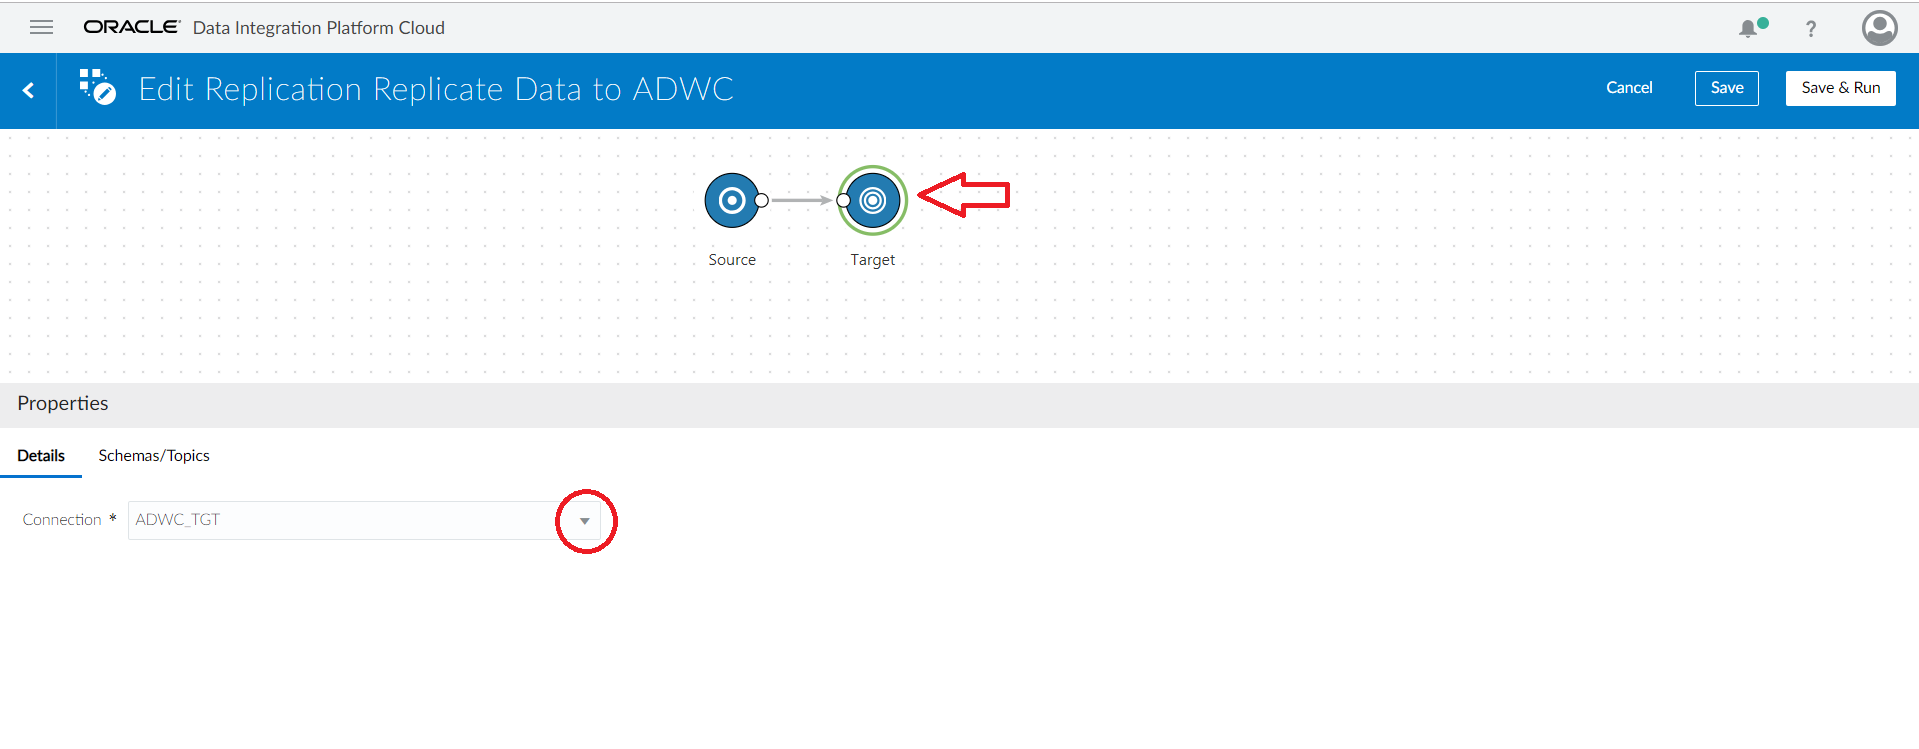 ORACLE Data Integration Platform Cloud ?
Edit Replication Replicate Data to ADWC Cancel Save Save & Run
Source Target
Properties
Details Schemas/Topics
Connection * ADWC_TGT